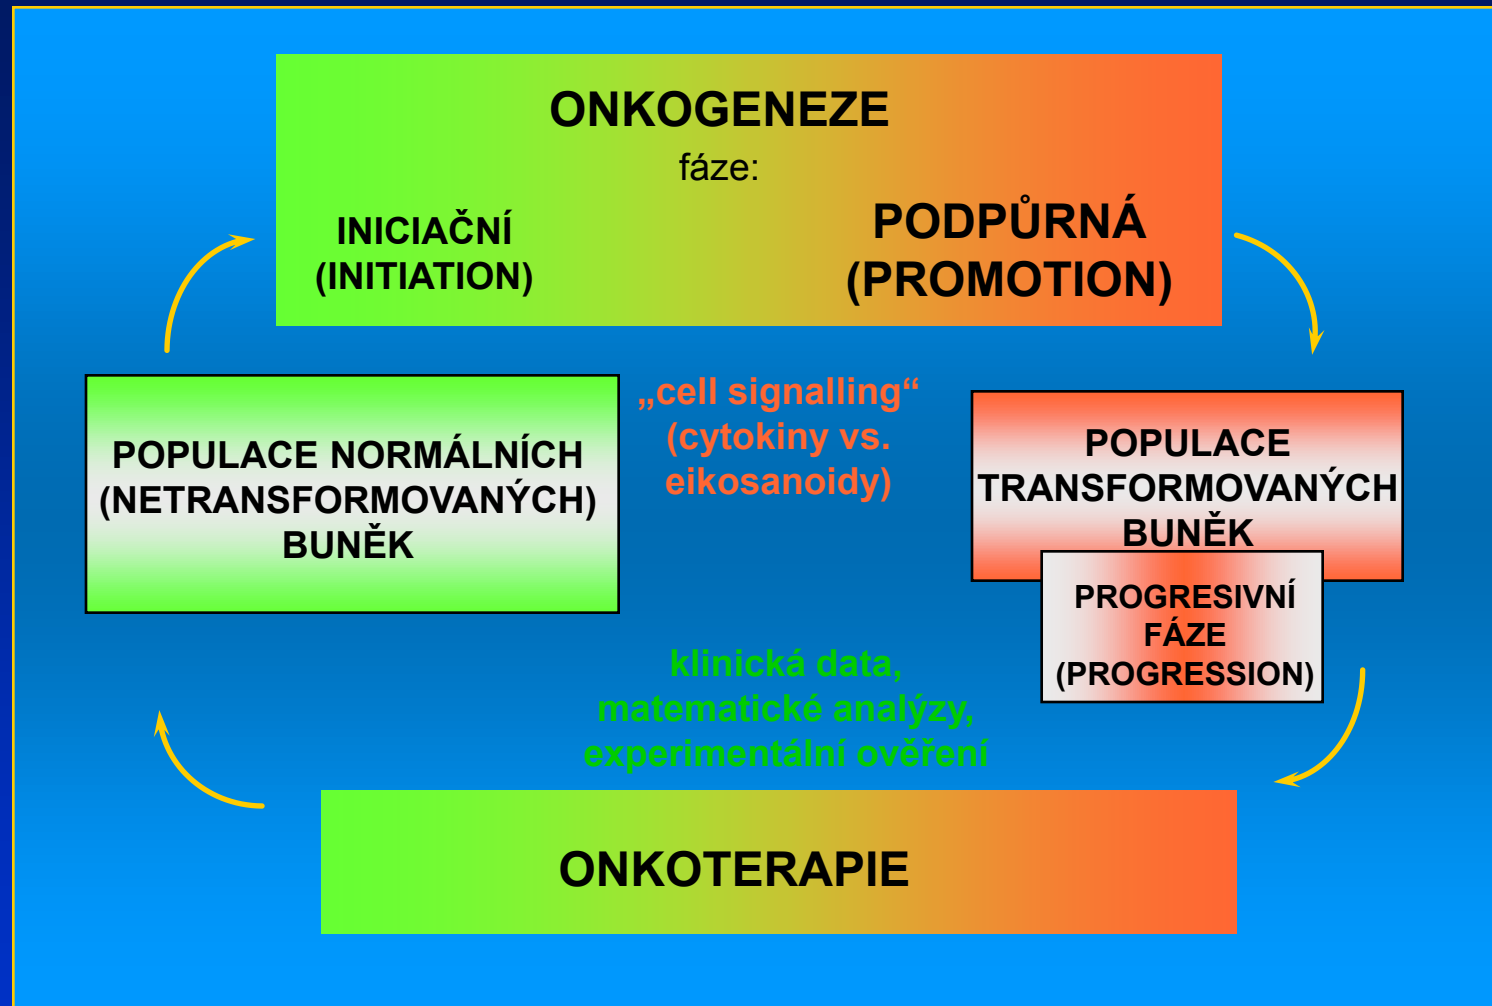 ONKOGENEZE
fáze:
INICIAČNÍ
(INITIATION)
PODPŮRNÁ
(PROMOTION)
POPULACE NORMÁLNÍCH
(NETRANSFORMOVANÝCH)
BUNĚK
„cell signalling“
(cytokiny vs.
eikosanoidy)
POPULACE
TRANSFORMOVANÝCH
BUNĚK
PROGRESIVNÍ
FÁZE
(PROGRESSION)
klinická data,
matematické analýzy,
experimentální ověření
ONKOTERAPIE